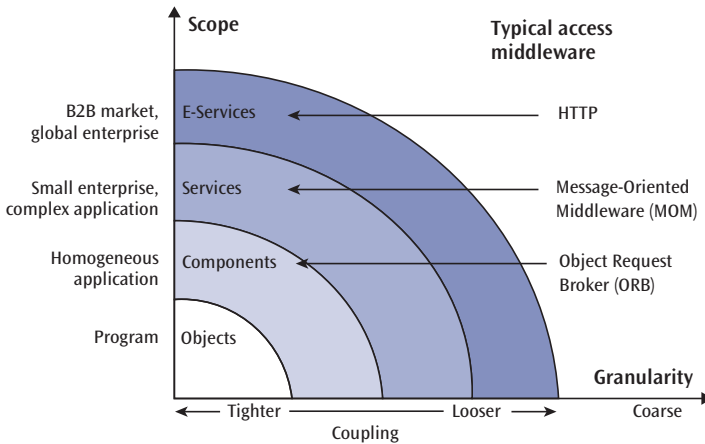 Scope
Typical access
middleware
B2B market,
global enterprise
E-Services
HTTP
Small enterprise,
complex application
Services
Message-Oriented
Middleware (MOM)
Homogeneous
application
Components
Object Request
Broker (ORB)
Program
Objects
Granularity
Tighter
Looser
Coarse
Coupling